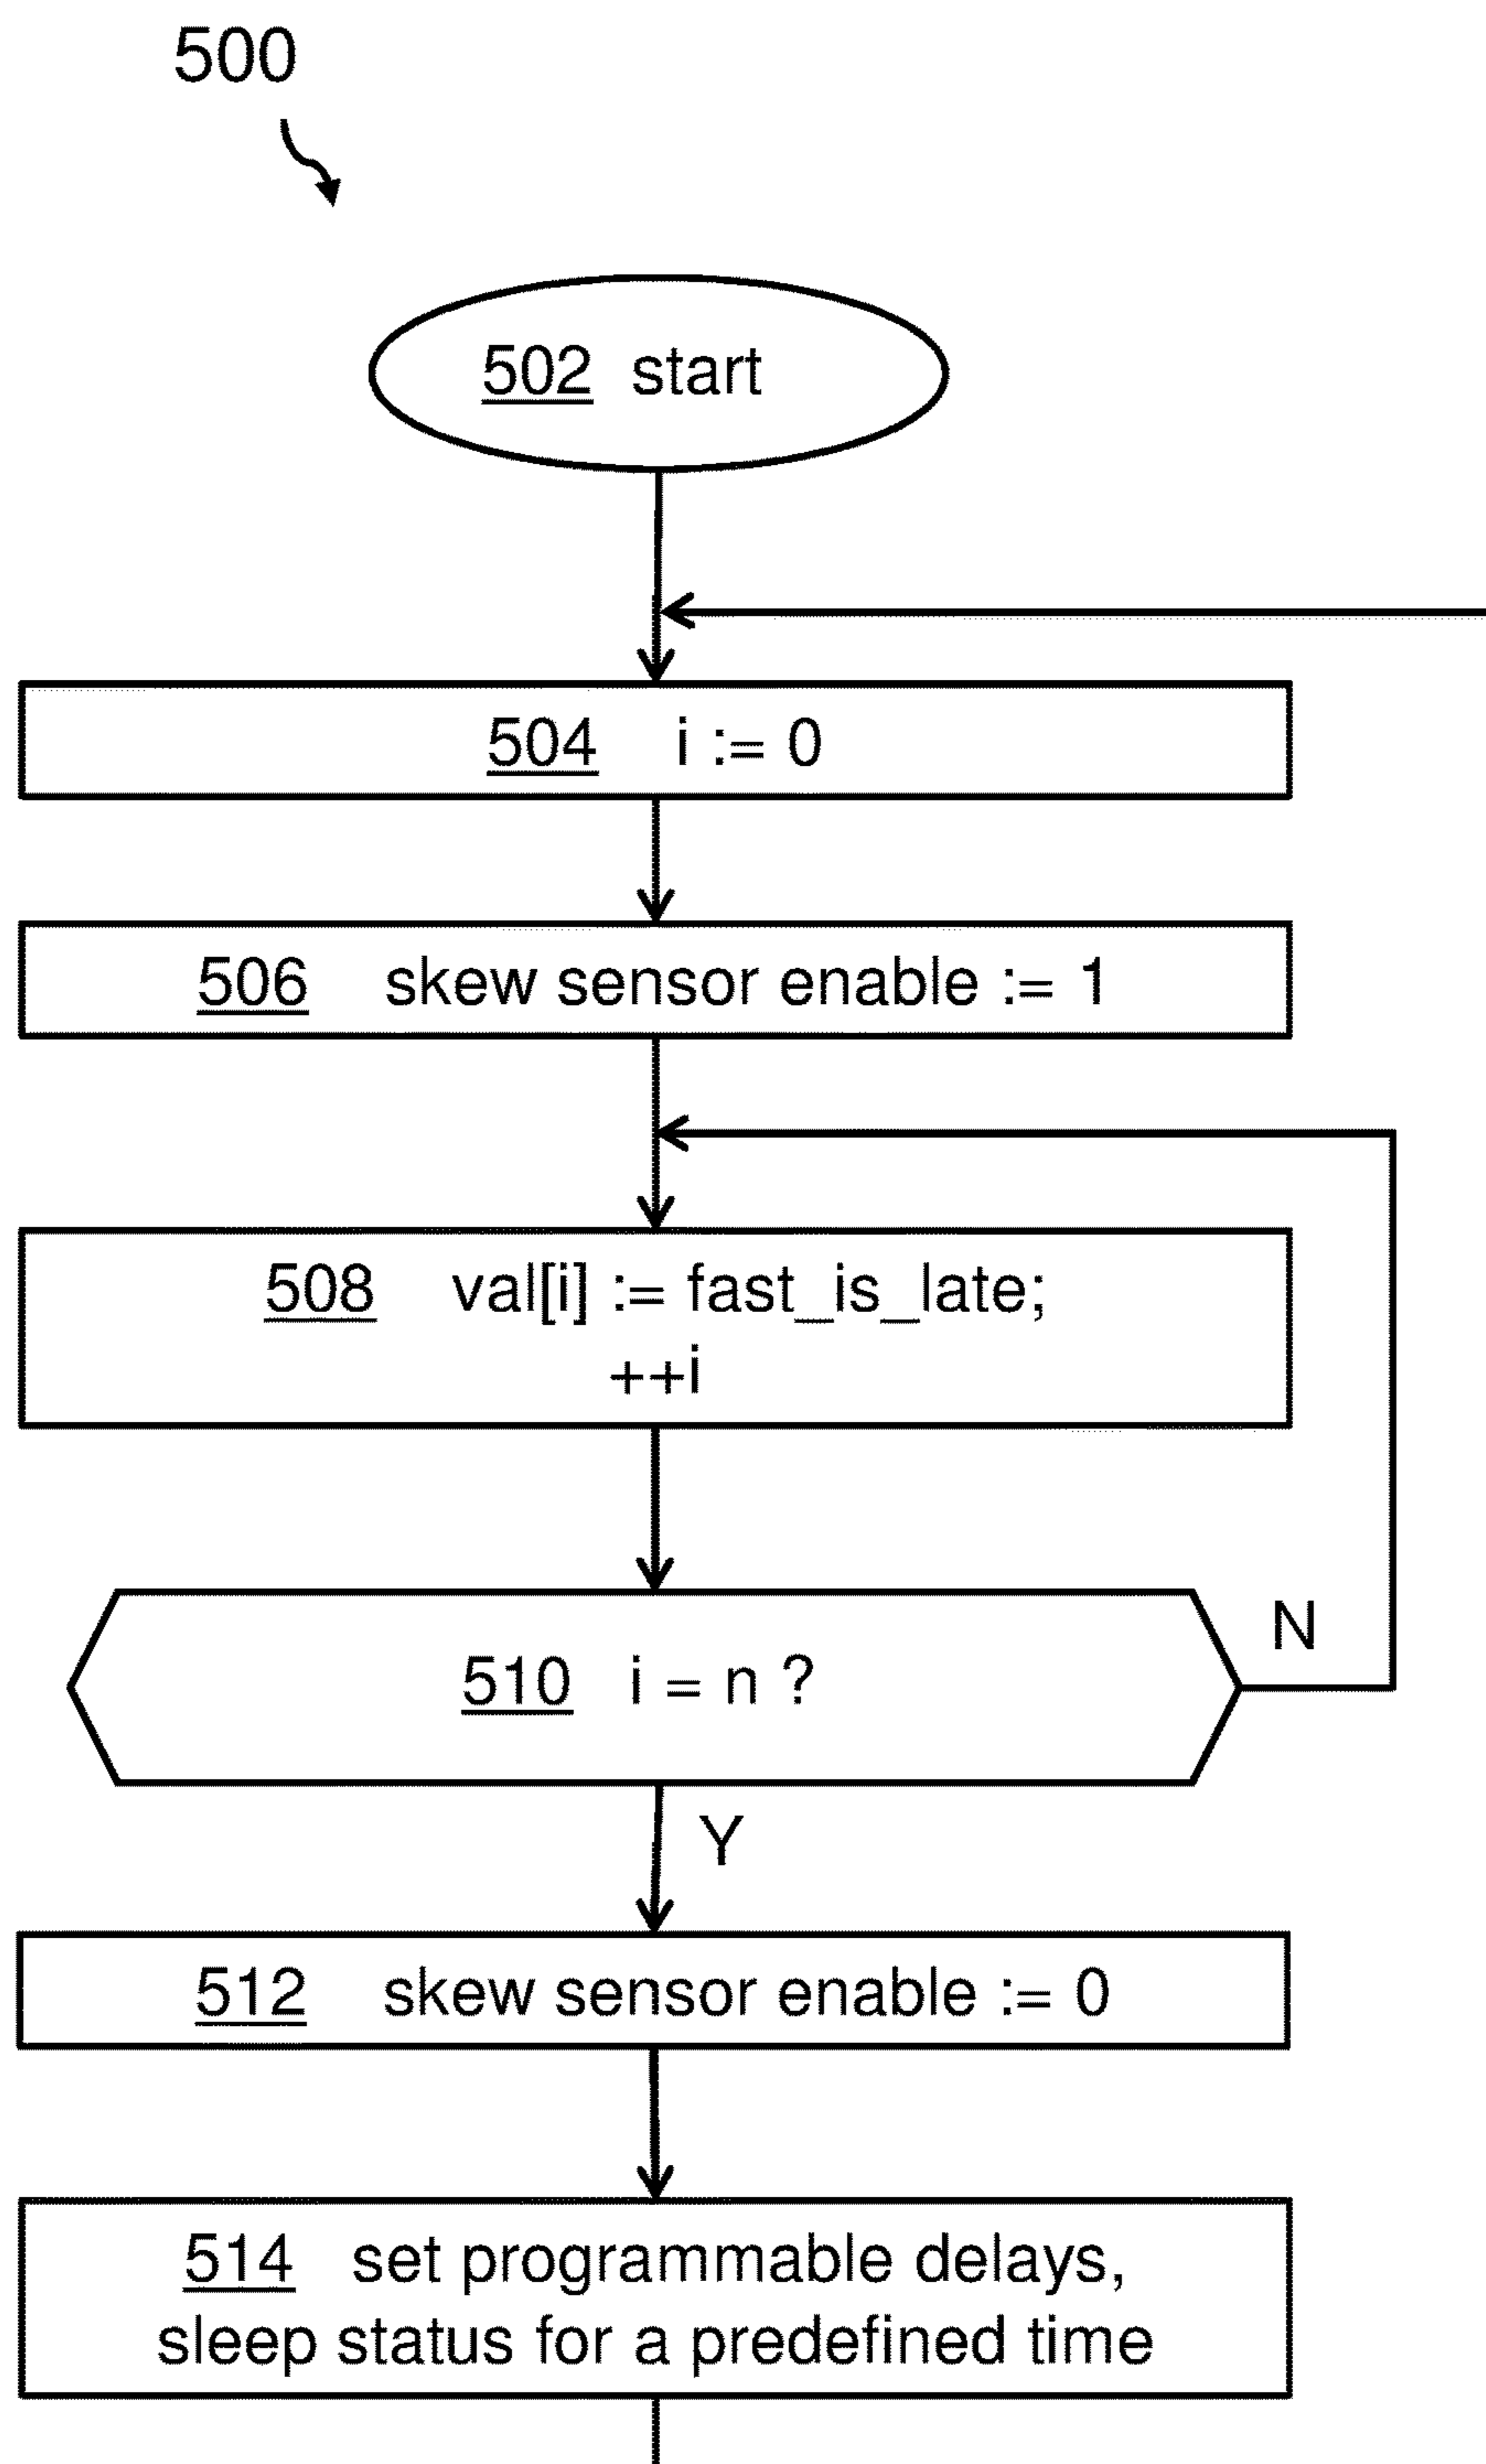 500
502 start
504 i := 0
506 skew sensor enable := 1
508 val[i] := fast_is_late;
++i
510 i = n ?
N
Y
512 skew sensor enable := 0
514 set programmable delays,
sleep status for a predefined time